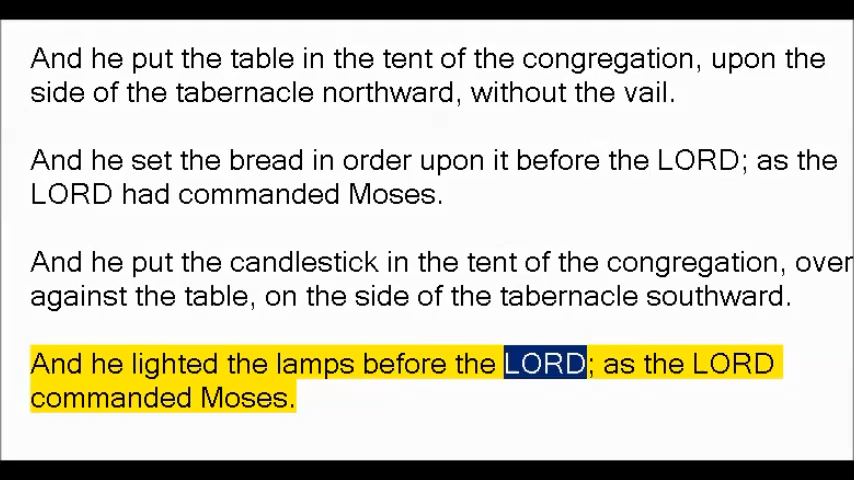 And he put the table in the tent of the congregation, upon the
side of the tabernacle northward, without the vail.
And he set the bread in order upon it before the LORD; as the
LORD had commanded Moses.
And he put the candlestick in the tent of the congregation, over
against the table, on the side of the tabernacle southward.
And he lighted the lamps before the LORD; as the LORD
commanded Moses.